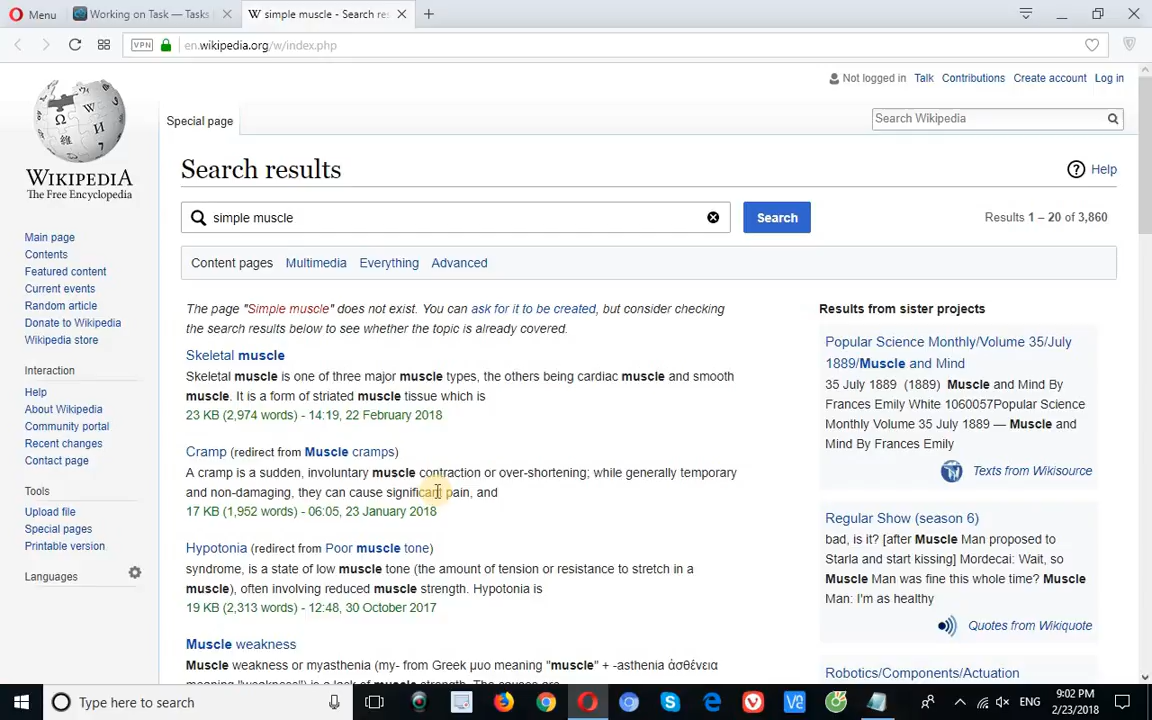 Menu
Working on Task — Tasks
simple muscle - Search res
VPN
en.wikipedia.org/w/index.php
Not logged in Talk Contributions Create account Log in
Special page
Search Wikipedia
WIKIPEDIA
The Free Encyclopedia
Main page
Contents
Featured content
Current events
Random article
Donate to Wikipedia
Wikipedia store
Interaction
Help
About Wikipedia
Community portal
Recent changes
Contact page
Tools
Upload file
Special pages
Printable version
Languages
Search results
Help
simple muscle
Search
Results 1 – 20 of 3,860
Content pages Multimedia Everything Advanced
The page "Simple muscle" does not exist. You can ask for it to be created, but consider checking
the search results below to see whether the topic is already covered.
Skeletal muscle
Skeletal muscle is one of three major muscle types, the others being cardiac muscle and smooth
muscle. It is a form of striated muscle tissue which is
23 KB (2,974 words) - 14:19, 22 February 2018
Cramp (redirect from Muscle cramps)
A cramp is a sudden, involuntary muscle contraction or over-shortening; while generally temporary
and non-damaging, they can cause significant pain, and
17 KB (1,952 words) - 06:05, 23 January 2018
Hypotonia (redirect from Poor muscle tone)
syndrome, is a state of low muscle tone (the amount of tension or resistance to stretch in a
muscle), often involving reduced muscle strength. Hypotonia is
19 KB (2,313 words) - 12:48, 30 October 2017
Muscle weakness
Muscle weakness or myasthenia (my- from Greek μυο meaning "muscle" + -asthenia ἀσθένεια
meaning "weakness") is a lack of muscle strength. The causes are
Results from sister projects
Popular Science Monthly/Volume 35/July
1889/Muscle and Mind
35 July 1889 (1889) Muscle and Mind By
Frances Emily White 1060057Popular Science
Monthly Volume 35 July 1889 — Muscle and
Mind By Frances Emily
Texts from Wikisource
Regular Show (season 6)
bad, is it? [after Muscle Man proposed to
Starla and start kissing] Mordecai: Wait, so
Muscle Man was fine this whole time? Muscle
Man: I'm as healthy
Quotes from Wikiquote
Robotics/Components/Actuation
Type here to search
ENG
9:02 PM
2/23/2018